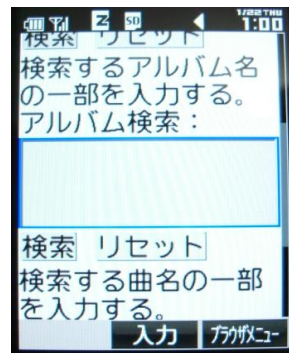 Z SD 1/22THU
1:00
検索 リセット
検索するアルバム名
の一部を入力する。
アルバム検索：
検索 リセット
検索する曲名の一部
を入力する。
入力 ブラウザメニュー